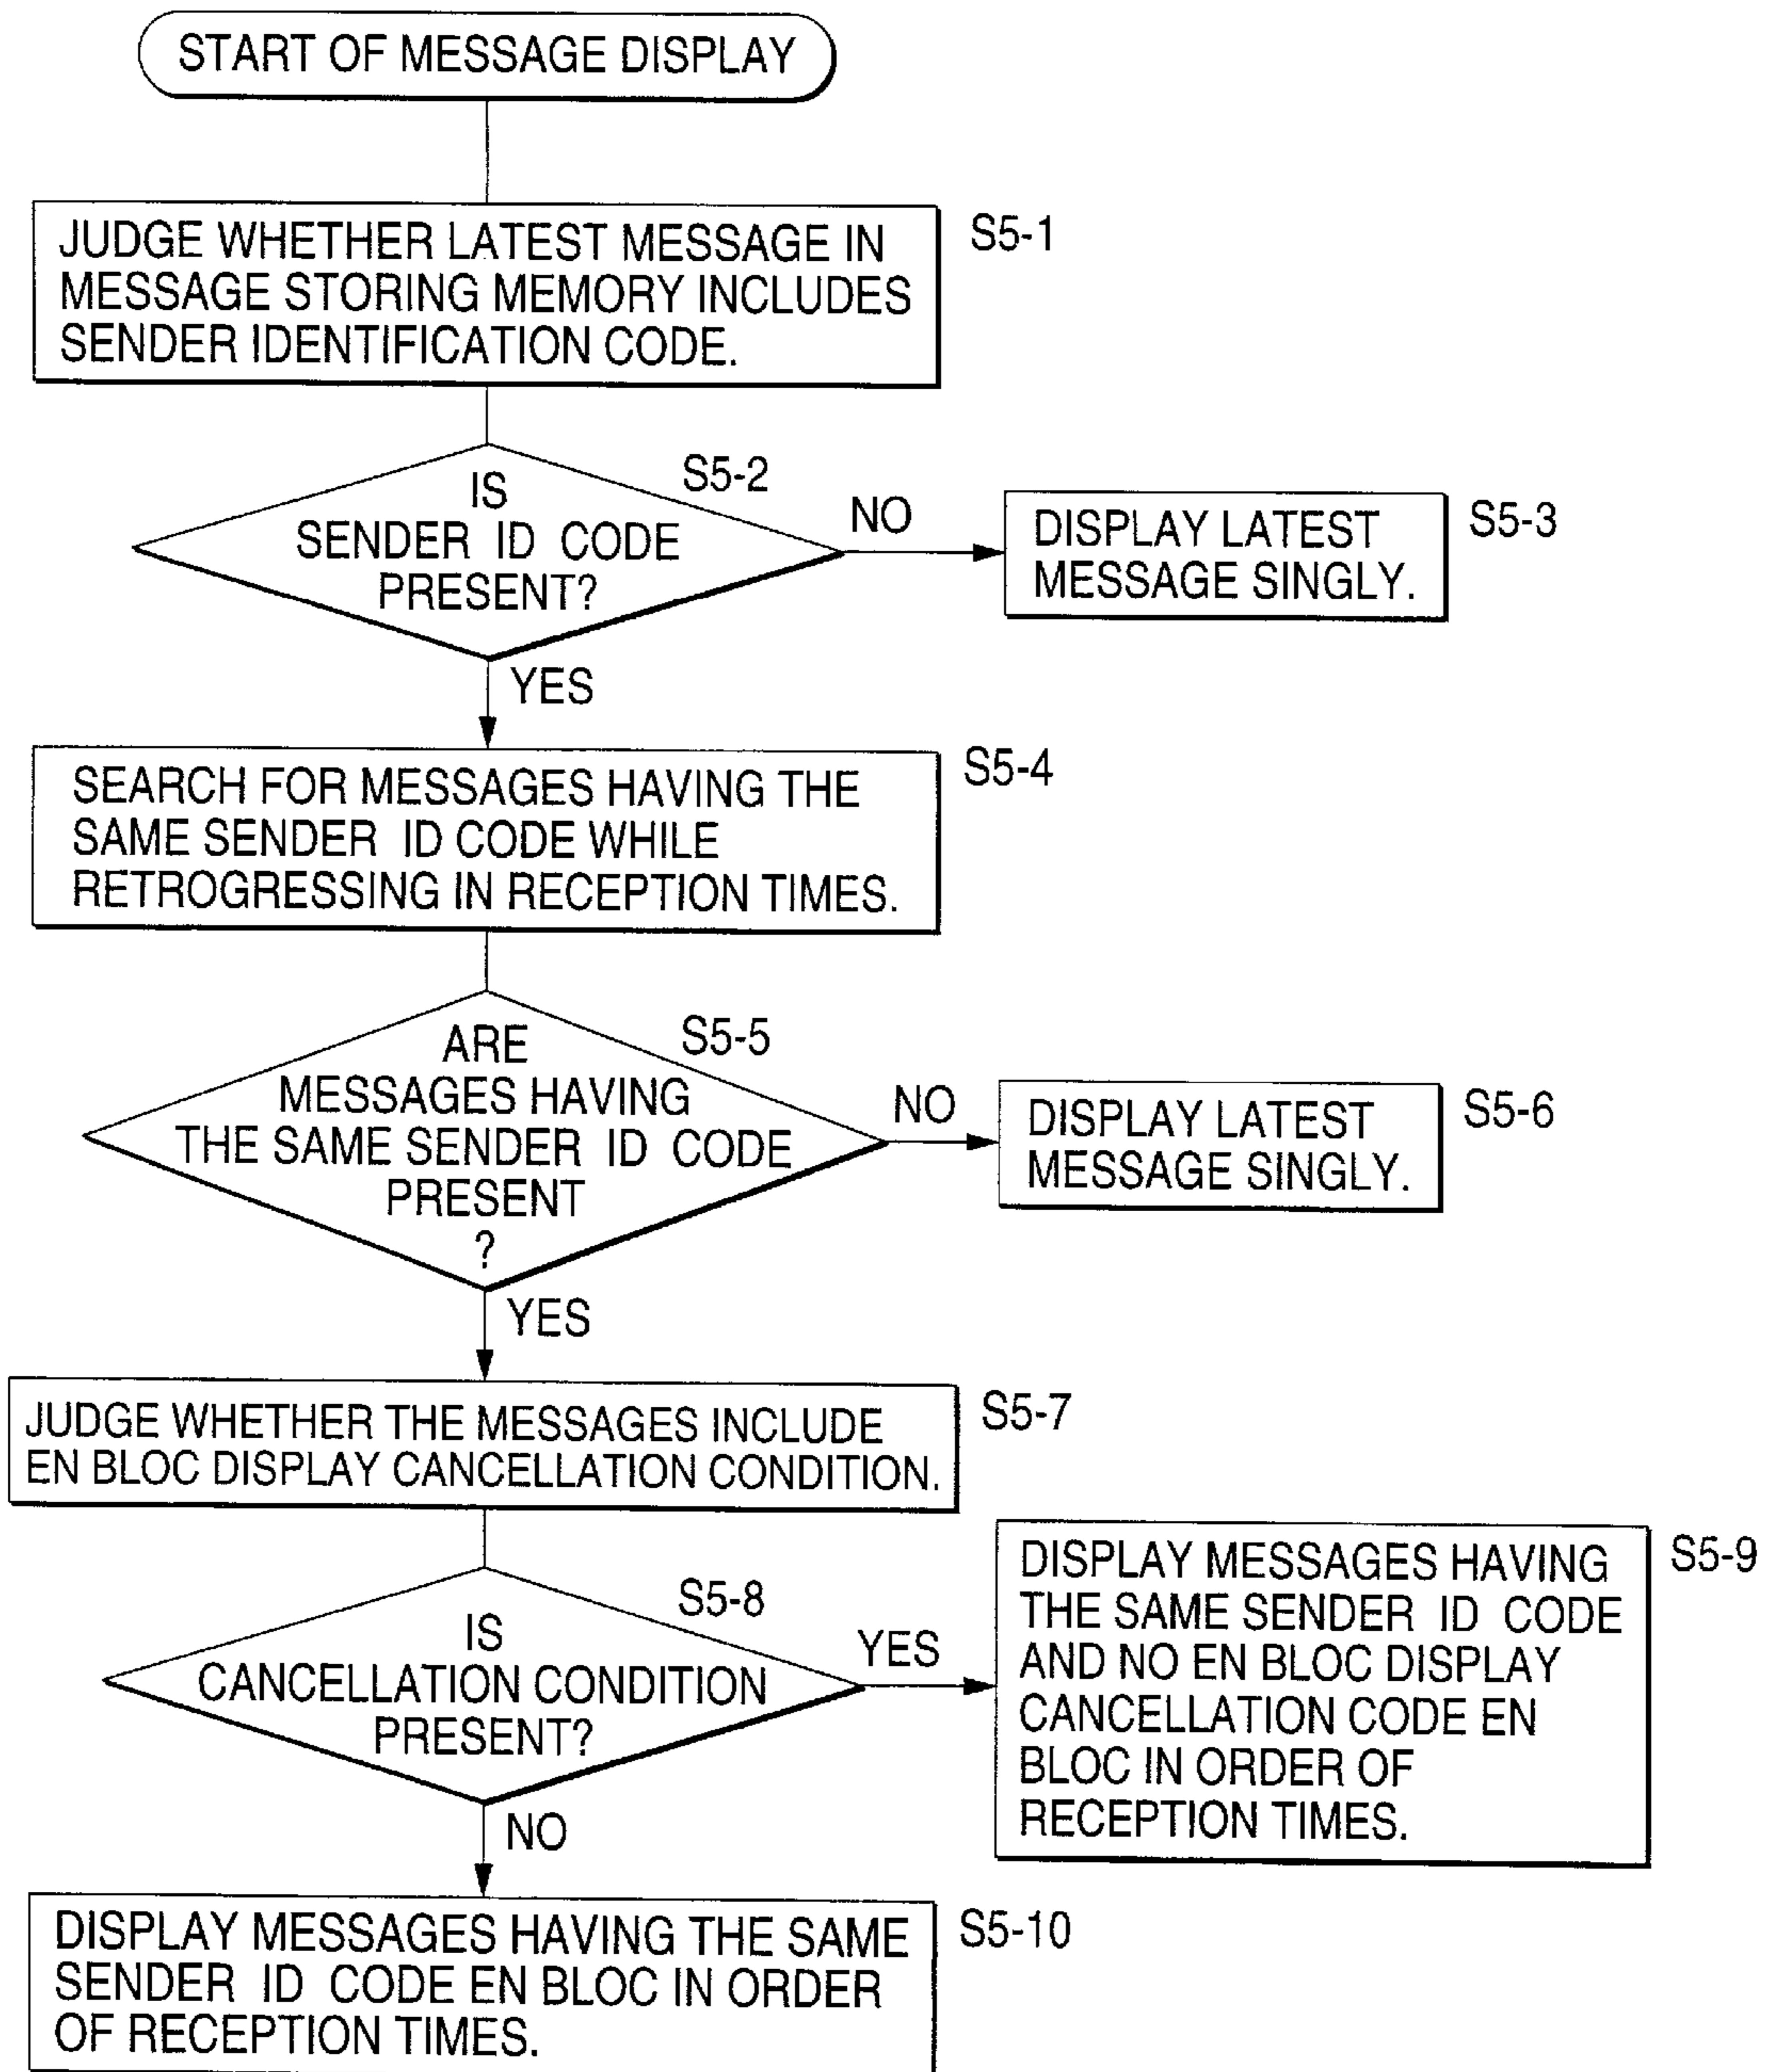 START OF MESSAGE DISPLAY
JUDGE WHETHER LATEST MESSAGE IN
MESSAGE STORING MEMORY INCLUDES
SENDER IDENTIFICATION CODE.
S5-1
IS
SENDER ID CODE
PRESENT?
S5-2
NO
DISPLAY LATEST
MESSAGE SINGLY.
S5-3
YES
SEARCH FOR MESSAGES HAVING THE
SAME SENDER ID CODE WHILE
RETROGRESSING IN RECEPTION TIMES.
S5-4
ARE
MESSAGES HAVING
THE SAME SENDER ID CODE
PRESENT
?
S5-5
NO
DISPLAY LATEST
MESSAGE SINGLY.
S5-6
YES
JUDGE WHETHER THE MESSAGES INCLUDE
EN BLOC DISPLAY CANCELLATION CONDITION.
S5-7
IS
CANCELLATION CONDITION
PRESENT?
S5-8
YES
DISPLAY MESSAGES HAVING
THE SAME SENDER ID CODE
AND NO EN BLOC DISPLAY
CANCELLATION CODE EN
BLOC IN ORDER OF
RECEPTION TIMES.
S5-9
NO
DISPLAY MESSAGES HAVING THE SAME
SENDER ID CODE EN BLOC IN ORDER
OF RECEPTION TIMES.
S5-10